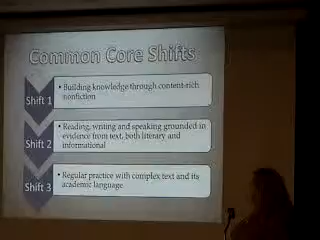 Common Core Shifts
Shift 1
• Building knowledge through content-rich
nonfiction
Shift 2
• Reading, writing and speaking grounded in
evidence from text, both literary and
informational
Shift 3
• Regular practice with complex text and its
academic language